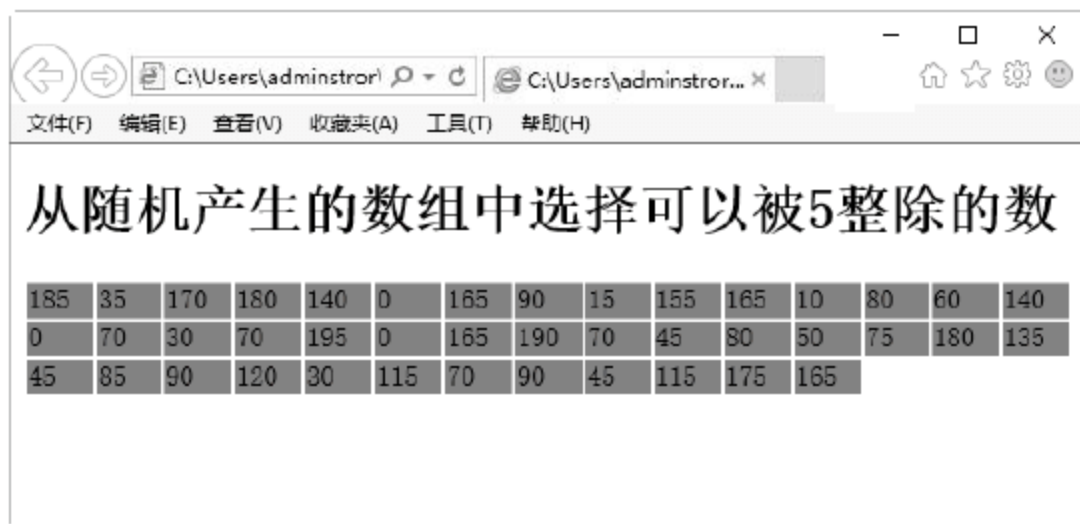 C:\Users\adminstror\ C:\Users\adminstror...
文件(F) 编辑(E) 查看(V) 收藏夹(A) 工具(T) 帮助(H)
从随机产生的数组中选择可以被5整除的数
185 35 170 180 140 0 165 90 15 155 165 10 80 60 140
0 70 30 70 195 0 165 190 70 45 80 50 75 180 135
45 85 90 120 30 115 70 90 45 115 175 165